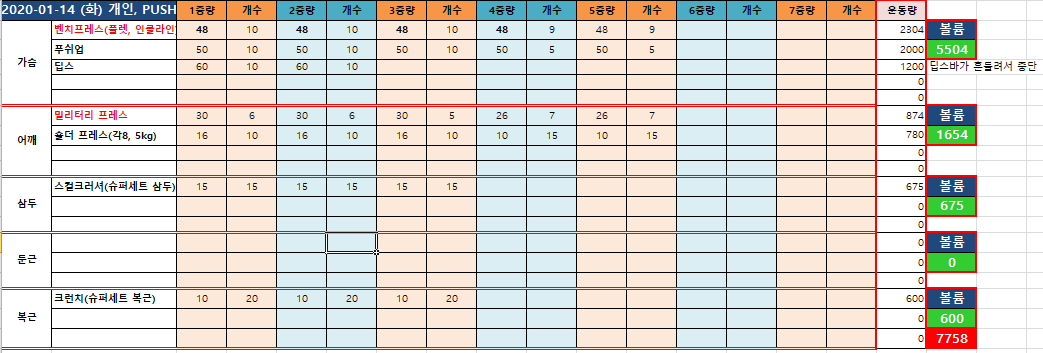 2020-01-14 (화) 개인, PUSH 1중량 개수 2중량 개수 3중량 개수 4중량 개수 5중량 개수 6중량 개수 7중량 개수 운동량
가슴
벤치프레스(플렛, 인클라인) 48 10 48 10 48 10 48 9 48 9 2304 볼륨
푸쉬업 50 10 50 10 50 10 50 5 50 5 2000 5504
딥스 60 10 60 10 1200 딥스바가 흔들려서 중단
0
0
어깨
밀리터리 프레스 30 6 30 6 30 5 26 7 26 7 874 볼륨
숄더 프레스(각8, 5kg) 16 10 16 10 16 10 10 15 10 15 780 1654
0
0
삼두
스컬크러셔(슈퍼세트 삼두) 15 15 15 15 15 15 675 볼륨
0 675
0
둔근
0 볼륨
0 0
0
복근
크런치(슈퍼세트 복근) 10 20 10 20 10 20 600 볼륨
0 600
0 7758